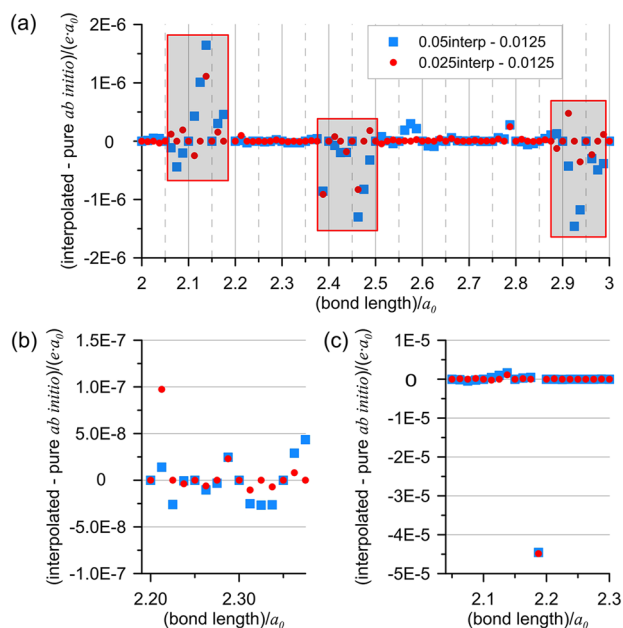 (a)
(interpolated - pure ab initio)/(e·a₀)
2E-6
1E-6
0
-1E-6
-2E-6
0.05interp - 0.0125
0.025interp - 0.0125
2 2.1 2.2 2.3 2.4 2.5 2.6 2.7 2.8 2.9 3
(bond length)/a₀
(b)
(interpolated - pure ab initio)/(e·a₀)
1.5E-7
1.0E-7
5.0E-8
0
-5.0E-8
-1.0E-7
2.20 2.30
(bond length)/a₀
(c)
(interpolated - pure ab initio)/(e·a₀)
1E-5
0
-1E-5
-2E-5
-3E-5
-4E-5
-5E-5
2.1 2.2 2.3
(bond length)/a₀